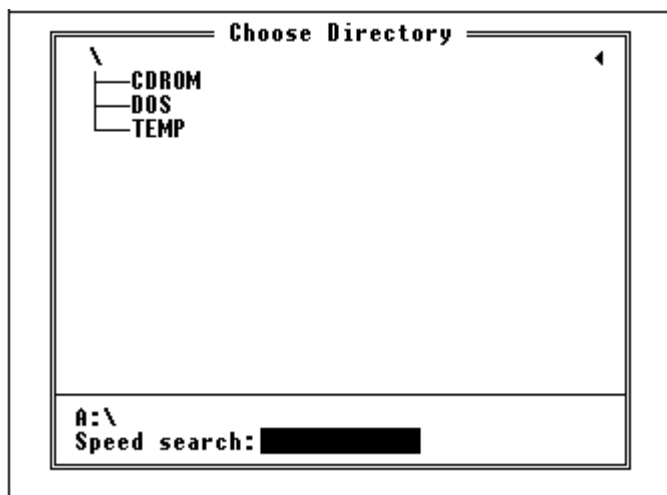 Choose Directory
\
CDROM
DOS
TEMP
A:\
Speed search: